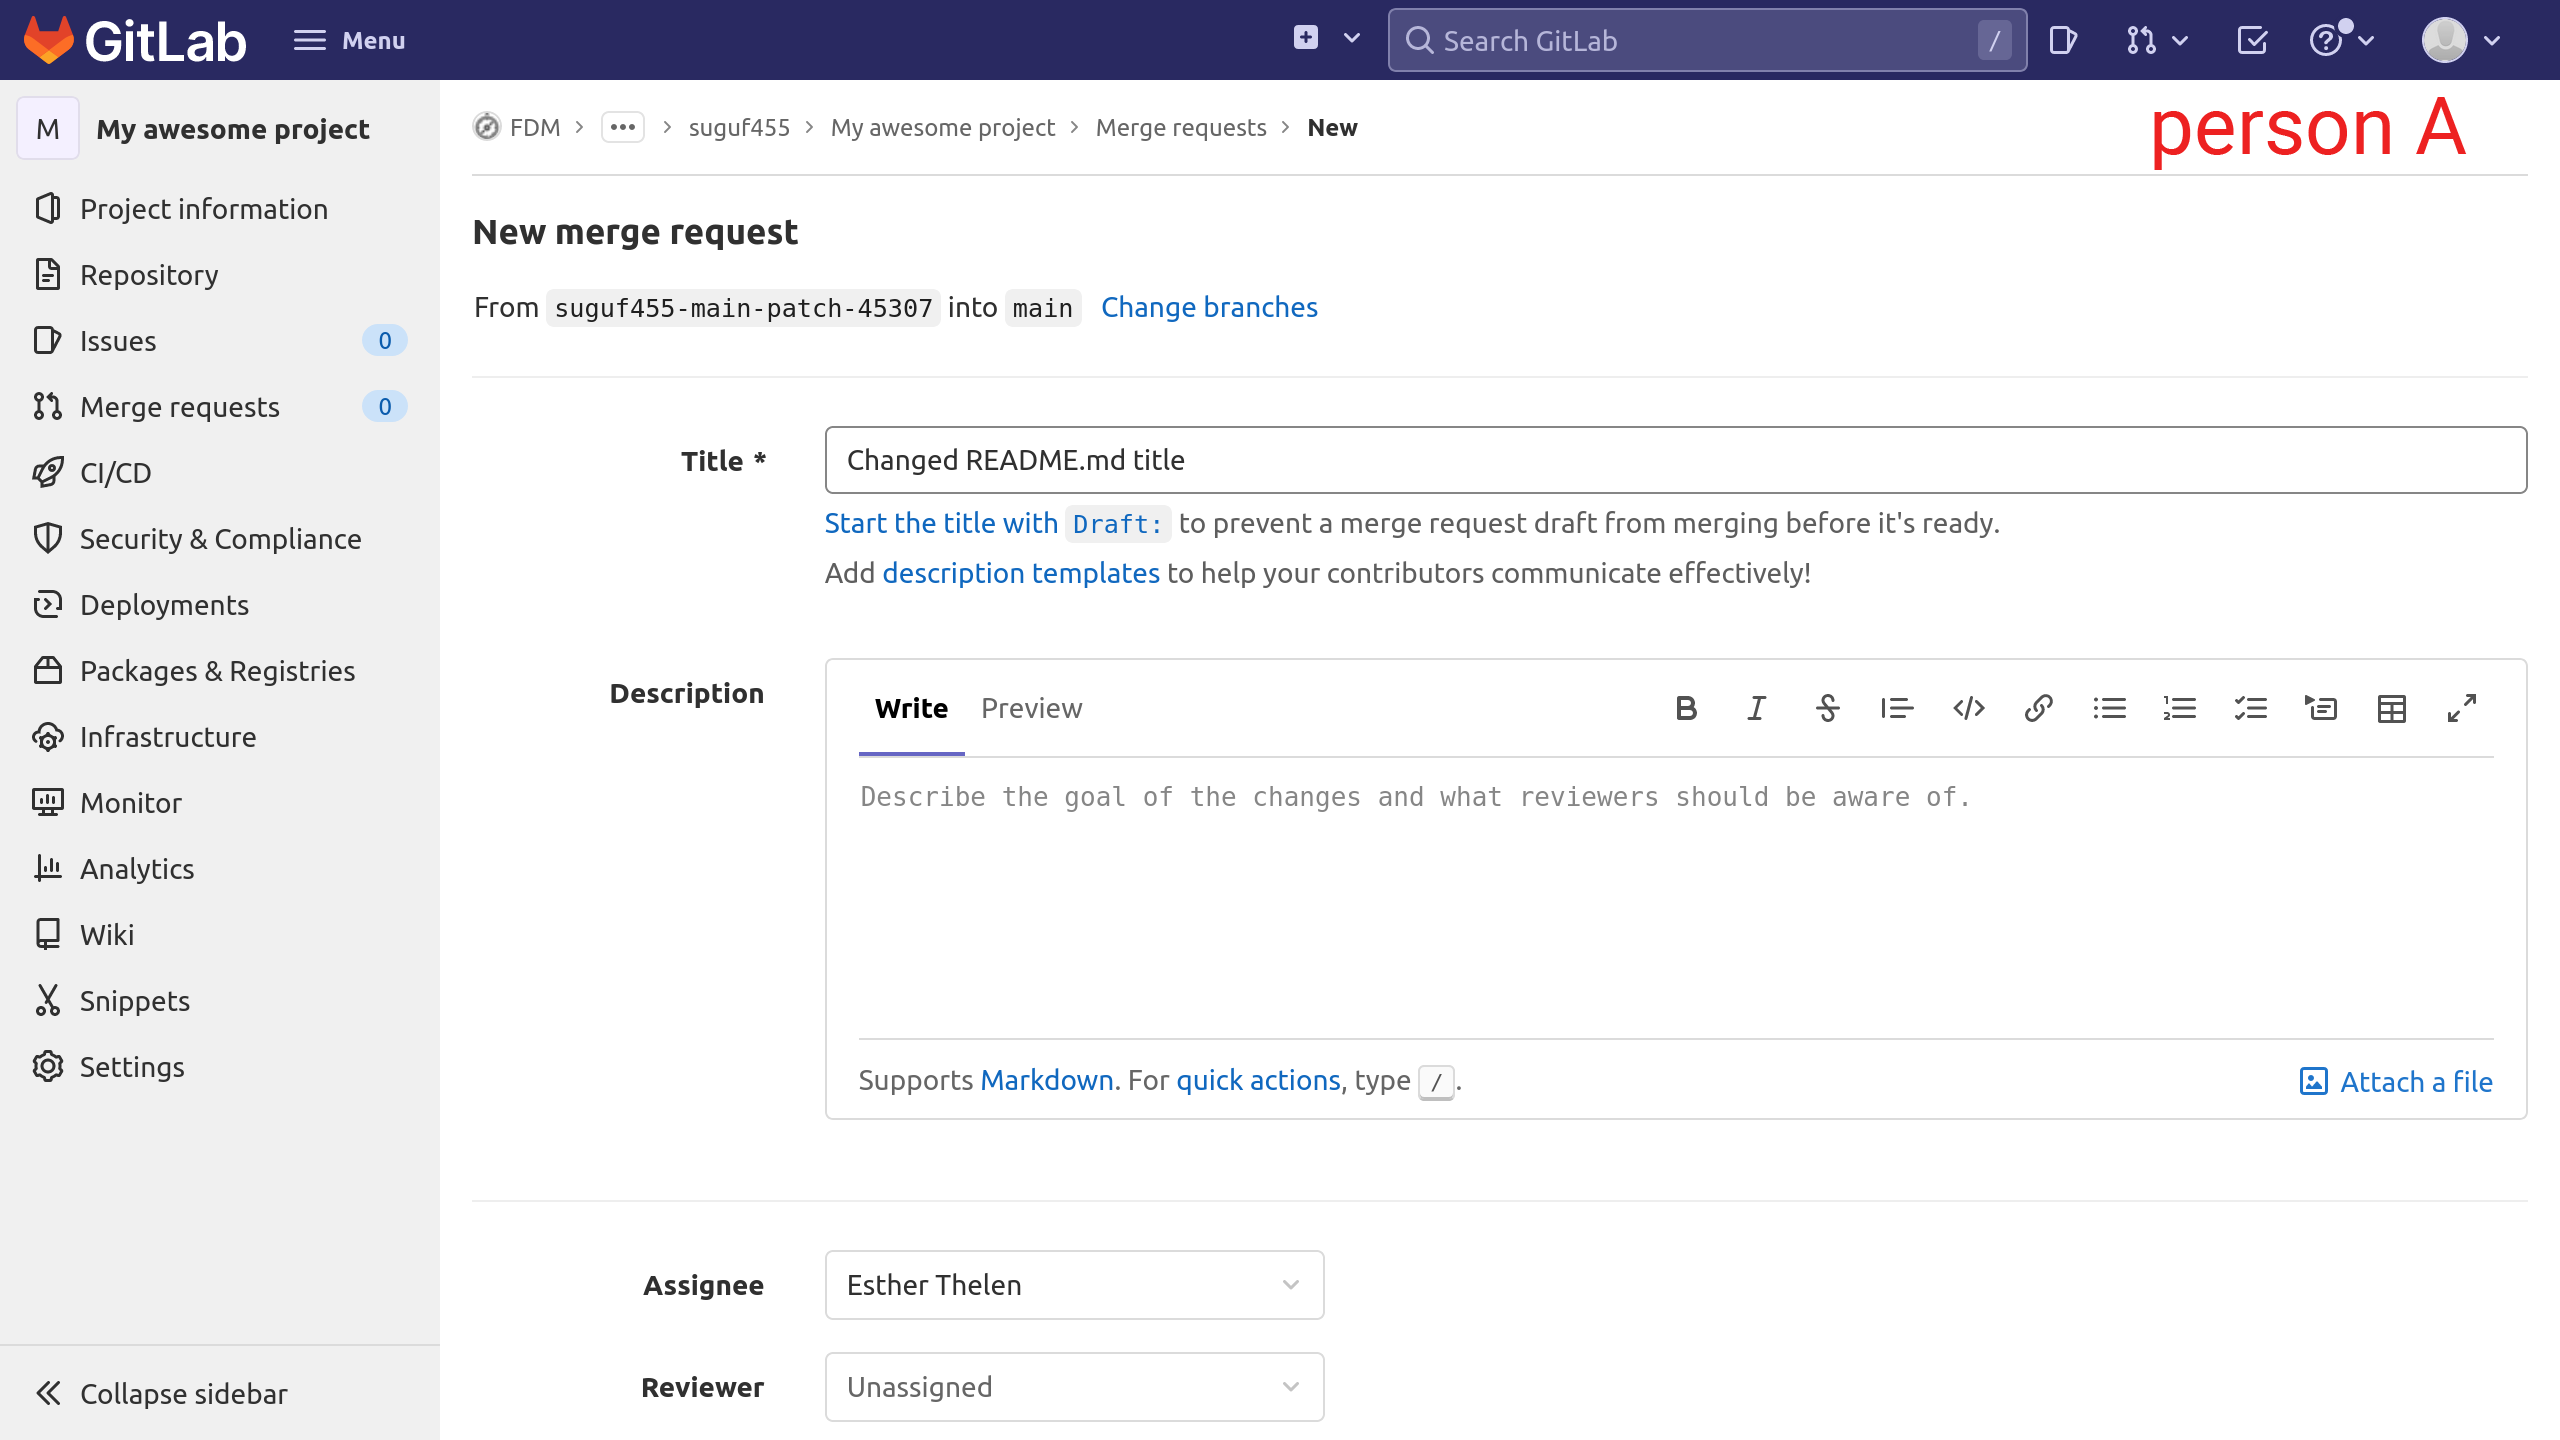 GitLab
Menu
Search GitLab /
M My awesome project
Project information
Repository
Issues 0
Merge requests 0
CI/CD
Security & Compliance
Deployments
Packages & Registries
Infrastructure
Monitor
Analytics
Wiki
Snippets
Settings
Collapse sidebar
FDM > ••• > suguf455 > My awesome project > Merge requests > New
person A
New merge request
From suguf455-main-patch-45307 into main Change branches
Title *
Changed README.md title
Start the title with Draft: to prevent a merge request draft from merging before it's ready.
Add description templates to help your contributors communicate effectively!
Description
Write Preview
Describe the goal of the changes and what reviewers should be aware of.
Supports Markdown. For quick actions, type /.
Attach a file
Assignee
Esther Thelen
Reviewer
Unassigned